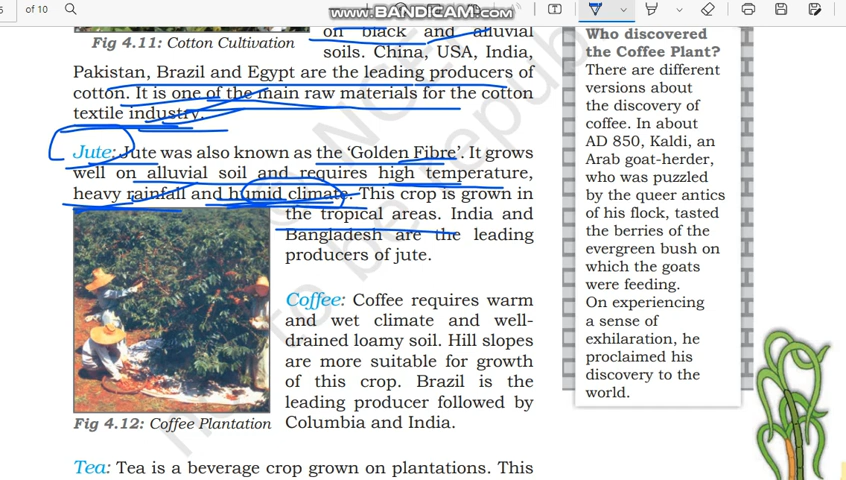 of 10
www.BANDICAM.com
on black and alluvial
Fig 4.11: Cotton Cultivation
soils. China, USA, India,
Pakistan, Brazil and Egypt are the leading producers of
cotton. It is one of the main raw materials for the cotton
textile industry.
Jute: Jute was also known as the ‘Golden Fibre’. It grows
well on alluvial soil and requires high temperature,
heavy rainfall and humid climate. This crop is grown in
the tropical areas. India and
Bangladesh are the leading
producers of jute.
Coffee: Coffee requires warm
and wet climate and well-
drained loamy soil. Hill slopes
are more suitable for growth
of this crop. Brazil is the
leading producer followed by
Columbia and India.
Fig 4.12: Coffee Plantation
Tea: Tea is a beverage crop grown on plantations. This
Who discovered
the Coffee Plant?
There are different
versions about
the discovery of
coffee. In about
AD 850, Kaldi, an
Arab goat-herder,
who was puzzled
by the queer antics
of his flock, tasted
the berries of the
evergreen bush on
which the goats
were feeding.
On experiencing
a sense of
exhilaration, he
proclaimed his
discovery to the
world.